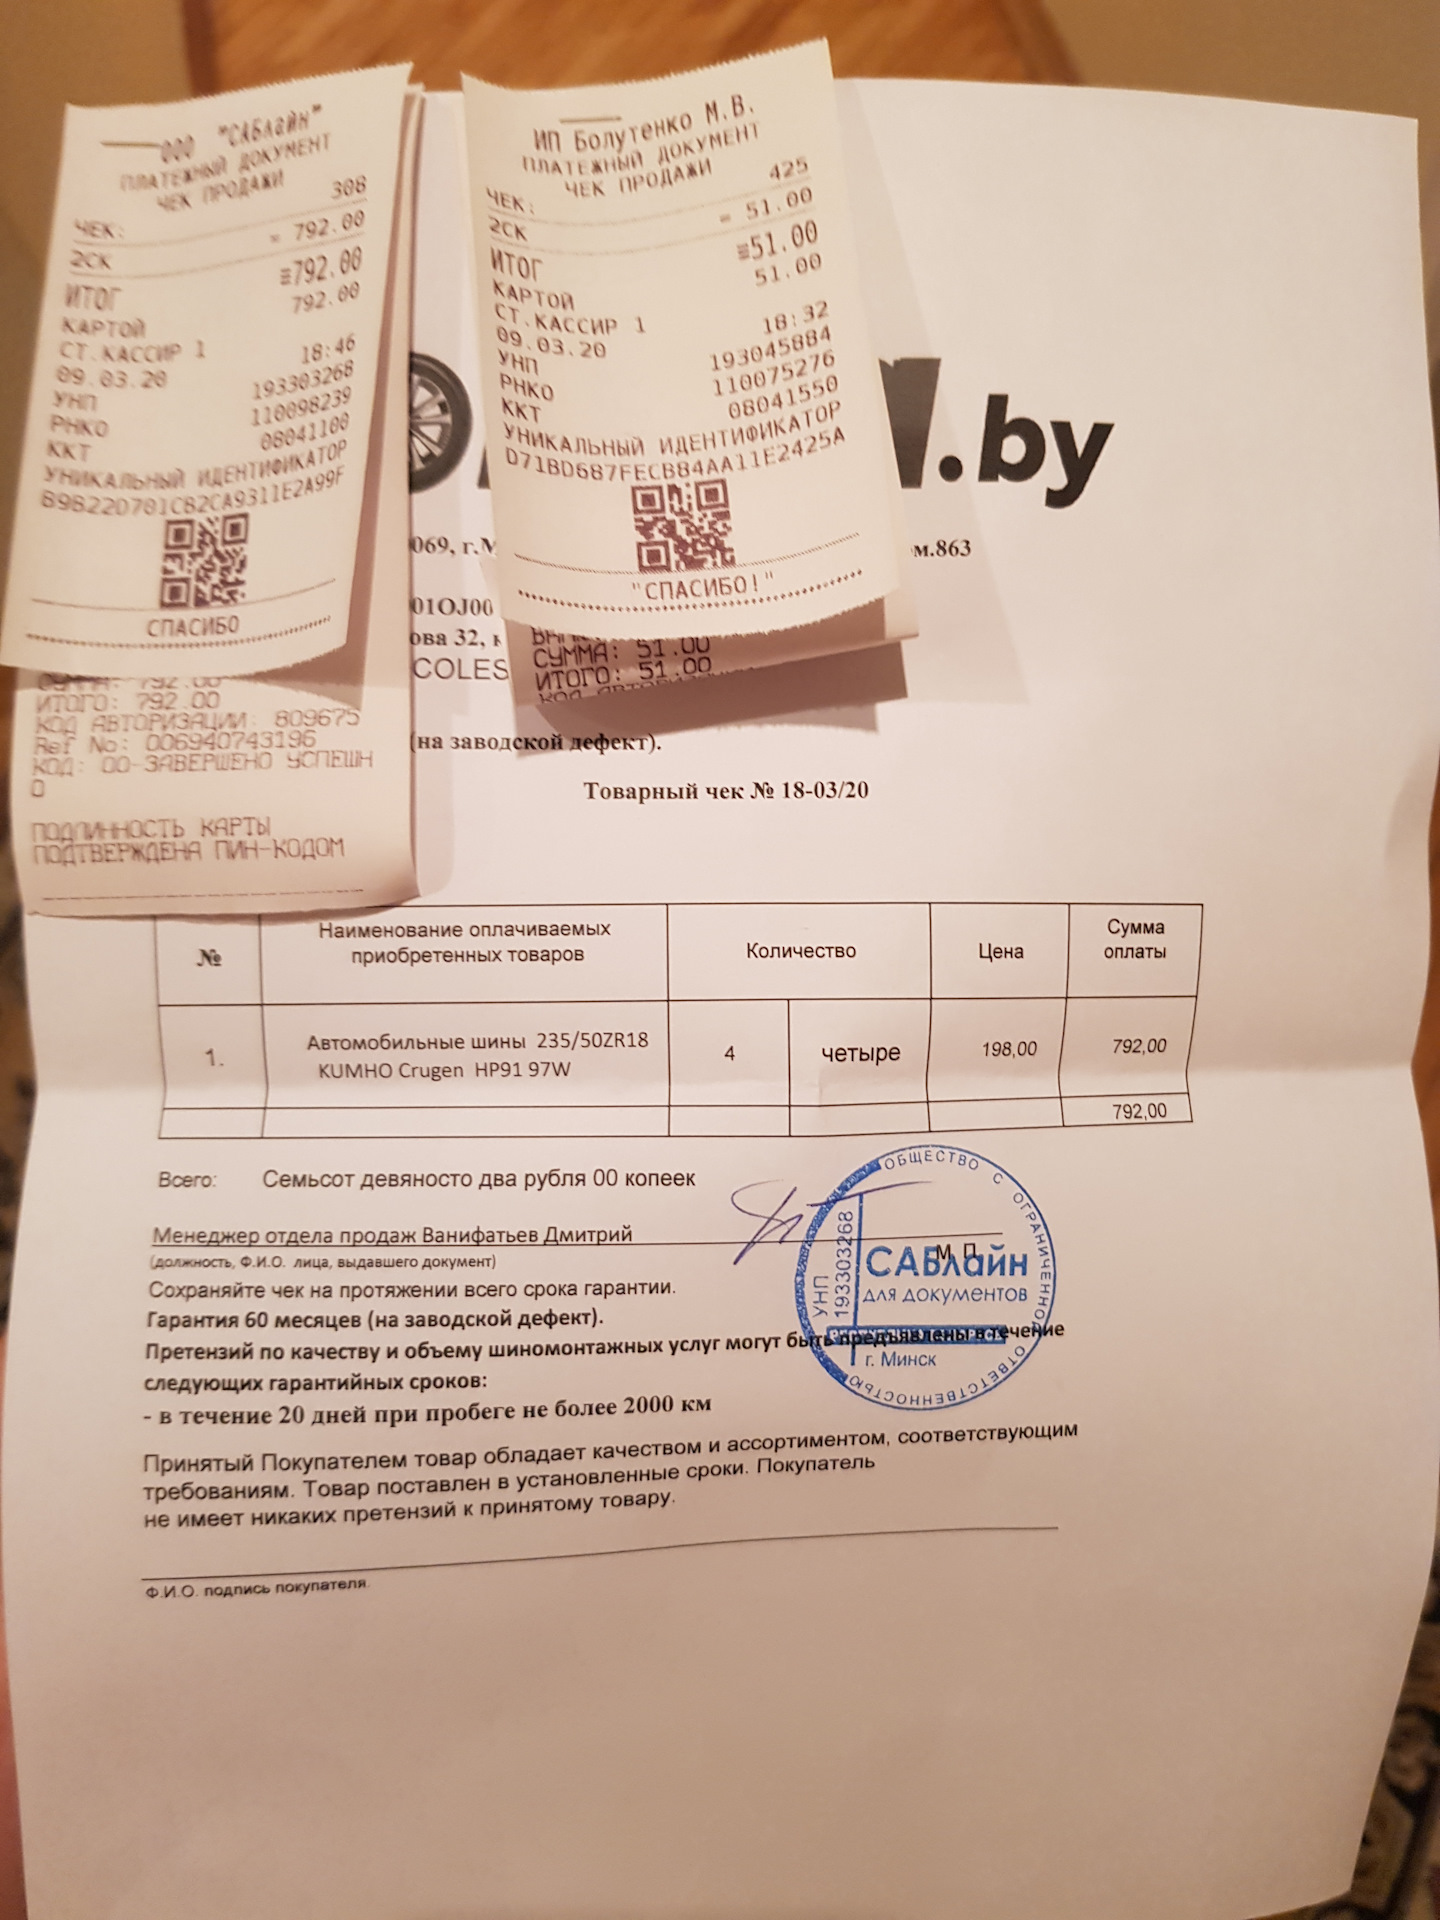 ООО "САБЛайН"
ПЛАТЕЖНЫЙ ДОКУМЕНТ
ЧЕК ПРОДАЖИ
ЧЕК: 308
2СК = 792.00
ИТОГ ≡792.00
КАРТОЙ 792.00
СТ.КАССИР 1
09.03.20 18:46
УНП 193303268
РНКО 110098239
ККТ 08041100
УНИКАЛЬНЫЙ ИДЕНТИФИКАТОР
B9B22D701CB2CA9311E2A99F
СПАСИБО
СУММА: 792.00
ИТОГО: 792.00
КОД АВТОРИЗАЦИИ: 809675
Ref No: 006940743196
КОД: 00-ЗАВЕРШЕНО УСПЕШН
О
ПОДЛИННОСТЬ КАРТЫ
ПОДТВЕРЖДЕНА ПИН-КОДОМ
ИП Болутенко М.В.
ПЛАТЕЖНЫЙ ДОКУМЕНТ
ЧЕК ПРОДАЖИ
ЧЕК: 425
2СК = 51.00
ИТОГ ≡51.00
КАРТОЙ 51.00
СТ.КАССИР 1
09.03.20 18:32
УНП 193045884
РНКО 110075276
ККТ 08041550
УНИКАЛЬНЫЙ ИДЕНТИФИКАТОР
D71BD687FECB84AA11E2425A
"СПАСИБО!"
СУММА: 51.00
ИТОГО: 51.00
.by
069, г.М м.863
01OJ00
ова 32, к
COLES
(на заводской дефект).
Товарный чек № 18-03/20
№ Наименование оплачиваемых приобретенных товаров Количество Цена Сумма оплаты
1. Автомобильные шины 235/50ZR18 4 четыре 198,00 792,00
KUMHO Crugen HP91 97W
792,00
Всего: Семьсот девяносто два рубля 00 копеек
Менеджер отдела продаж Ванифатьев Дмитрий
М П
(должность, Ф.И.О. лица, выдавшего документ)
Сохраняйте чек на протяжении всего срока гарантии.
Гарантия 60 месяцев (на заводской дефект).
Претензий по качеству и объему шиномонтажных услуг могут быть предъявлены в течение
следующих гарантийных сроков:
- в течение 20 дней при пробеге не более 2000 км
Принятый Покупателем товар обладает качеством и ассортиментом, соответствующим
требованиям. Товар поставлен в установленные сроки. Покупатель
не имеет никаких претензий к принятому товару.
Ф.И.О. подпись покупателя.
ОБЩЕСТВО С ОГРАНИЧЕННОЙ ОТВЕТСТВЕННОСТЬЮ
УНП 193303268
САБлайн
для документов
г. Минск